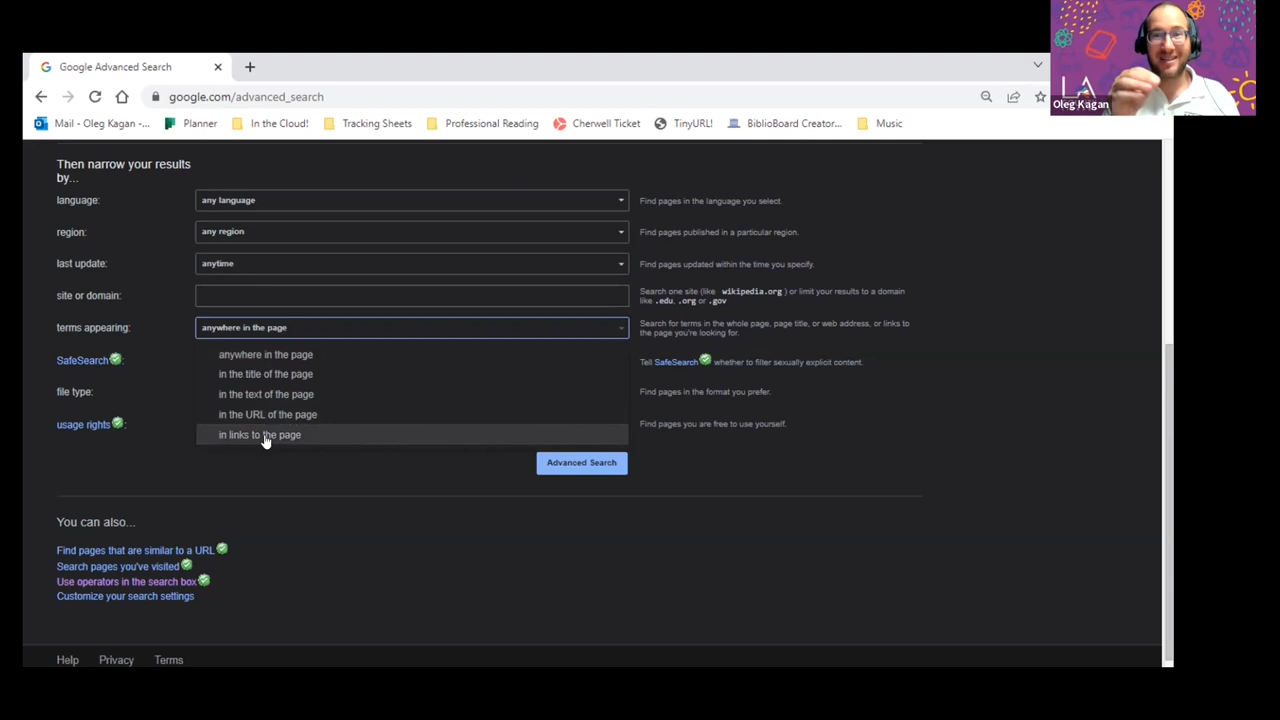 Google Advanced Search
google.com/advanced_search
LA
Oleg Kagan
Mail - Oleg Kagan -...
Planner
In the Cloud!
Tracking Sheets
Professional Reading
Cherwell Ticket
TinyURL!
BiblioBoard Creator...
Music
Then narrow your results
by...
language:
any language
Find pages in the language you select.
region:
any region
Find pages published in a particular region.
last update:
anytime
Find pages updated within the time you specify.
site or domain:
Search one site (like wikipedia.org ) or limit your results to a domain
like .edu, .org or .gov
terms appearing:
anywhere in the page
Search for terms in the whole page, page title, or web address, or links to
the page you're looking for.
anywhere in the page
in the title of the page
in the text of the page
in the URL of the page
in links to the page
SafeSearch :
Tell SafeSearch whether to filter sexually explicit content.
file type:
Find pages in the format you prefer.
usage rights :
Find pages you are free to use yourself.
Advanced Search
You can also...
Find pages that are similar to a URL
Search pages you've visited
Use operators in the search box
Customize your search settings
Help Privacy Terms